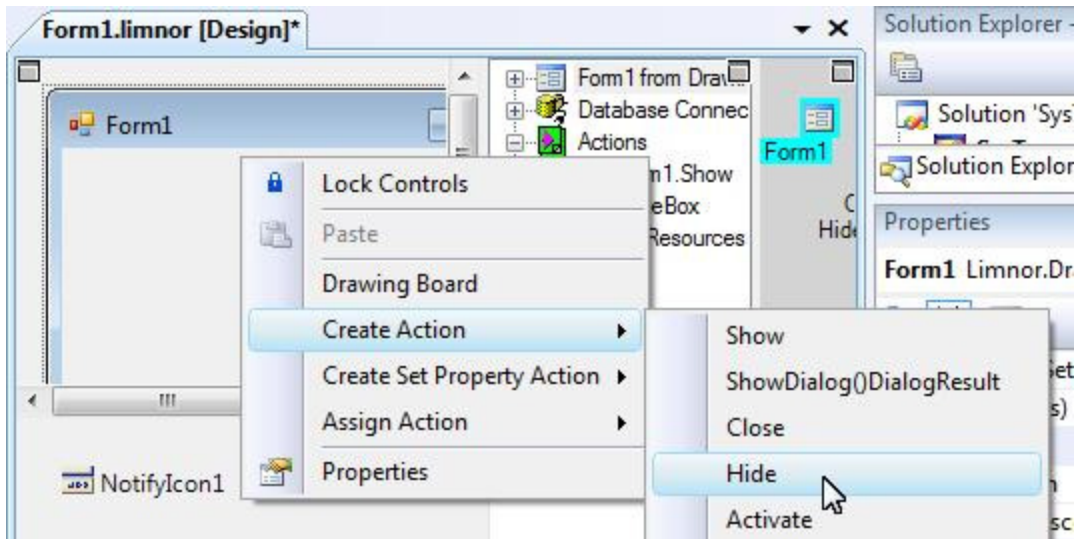 Form1.limnor [Design]*
Solution Explorer -
Form1
Form1 from Draw
Database Connec
Actions
m1.Show
eBox
Resources
Form1
Hide
Solution 'Sys
Solution Explor
Properties
Form1 Limnor.Dr
Lock Controls
Paste
Drawing Board
Create Action
Create Set Property Action
Assign Action
Properties
Show
ShowDialog()DialogResult
Close
Hide
Activate
NotifyIcon1